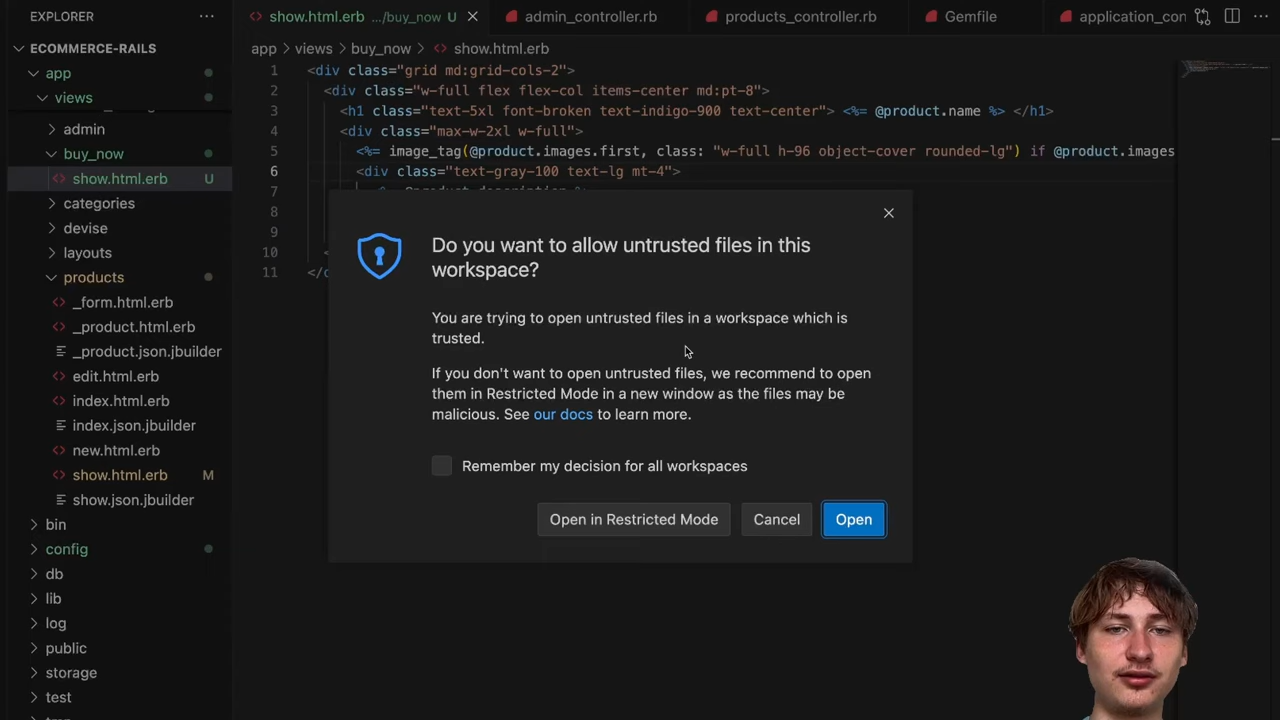 EXPLORER
ECOMMERCE-RAILS
app
views
admin
buy_now
show.html.erb U
categories
devise
layouts
products
_form.html.erb
_product.html.erb
_product.json.jbuilder
edit.html.erb
index.html.erb
index.json.jbuilder
new.html.erb
show.html.erb M
show.json.jbuilder
bin
config
db
lib
log
public
storage
test
show.html.erb .../buy_now U
admin_controller.rb
products_controller.rb
Gemfile
application_con
app > views > buy_now > <> show.html.erb
1 <div class="grid md:grid-cols-2">
2 <div class="w-full flex flex-col items-center md:pt-8">
3 <h1 class="text-5xl font-broken text-indigo-900 text-center"> <%= @product.name %> </h1>
4 <div class="max-w-2xl w-full">
5 <%= image_tag(@product.images.first, class: "w-full h-96 object-cover rounded-lg") if @product.images
6 <div class="text-gray-100 text-lg mt-4">
7
8
9
10 <
11 </d
Do you want to allow untrusted files in this
workspace?
You are trying to open untrusted files in a workspace which is
trusted.
If you don't want to open untrusted files, we recommend to open
them in Restricted Mode in a new window as the files may be
malicious. See our docs to learn more.
Remember my decision for all workspaces
Open in Restricted Mode
Cancel
Open